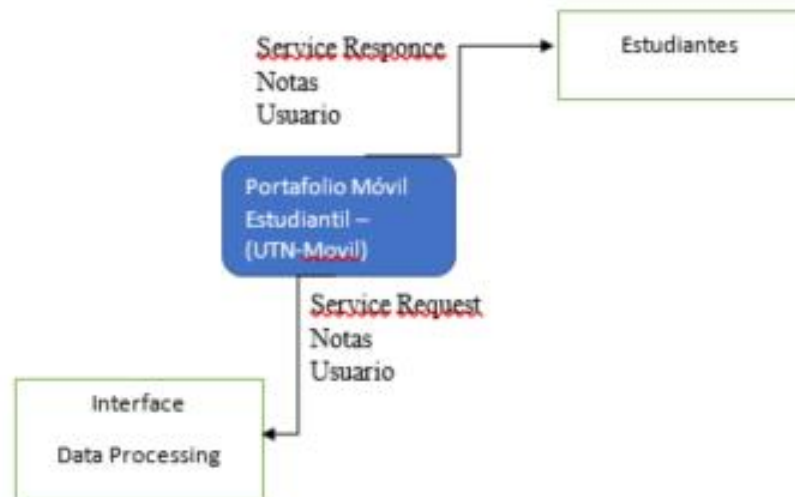 Service Responce
Notas
Usuario
Estudiantes
Portafolio Móvil
Estudiantil –
(UTN-Movil)
Service Request
Notas
Usuario
Interface
Data Processing